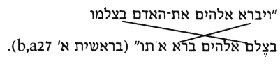 "ויברא אלהים את-האדם בצלמו
בצלם אלהים ברא א תו" (בראשית א' b,a27).